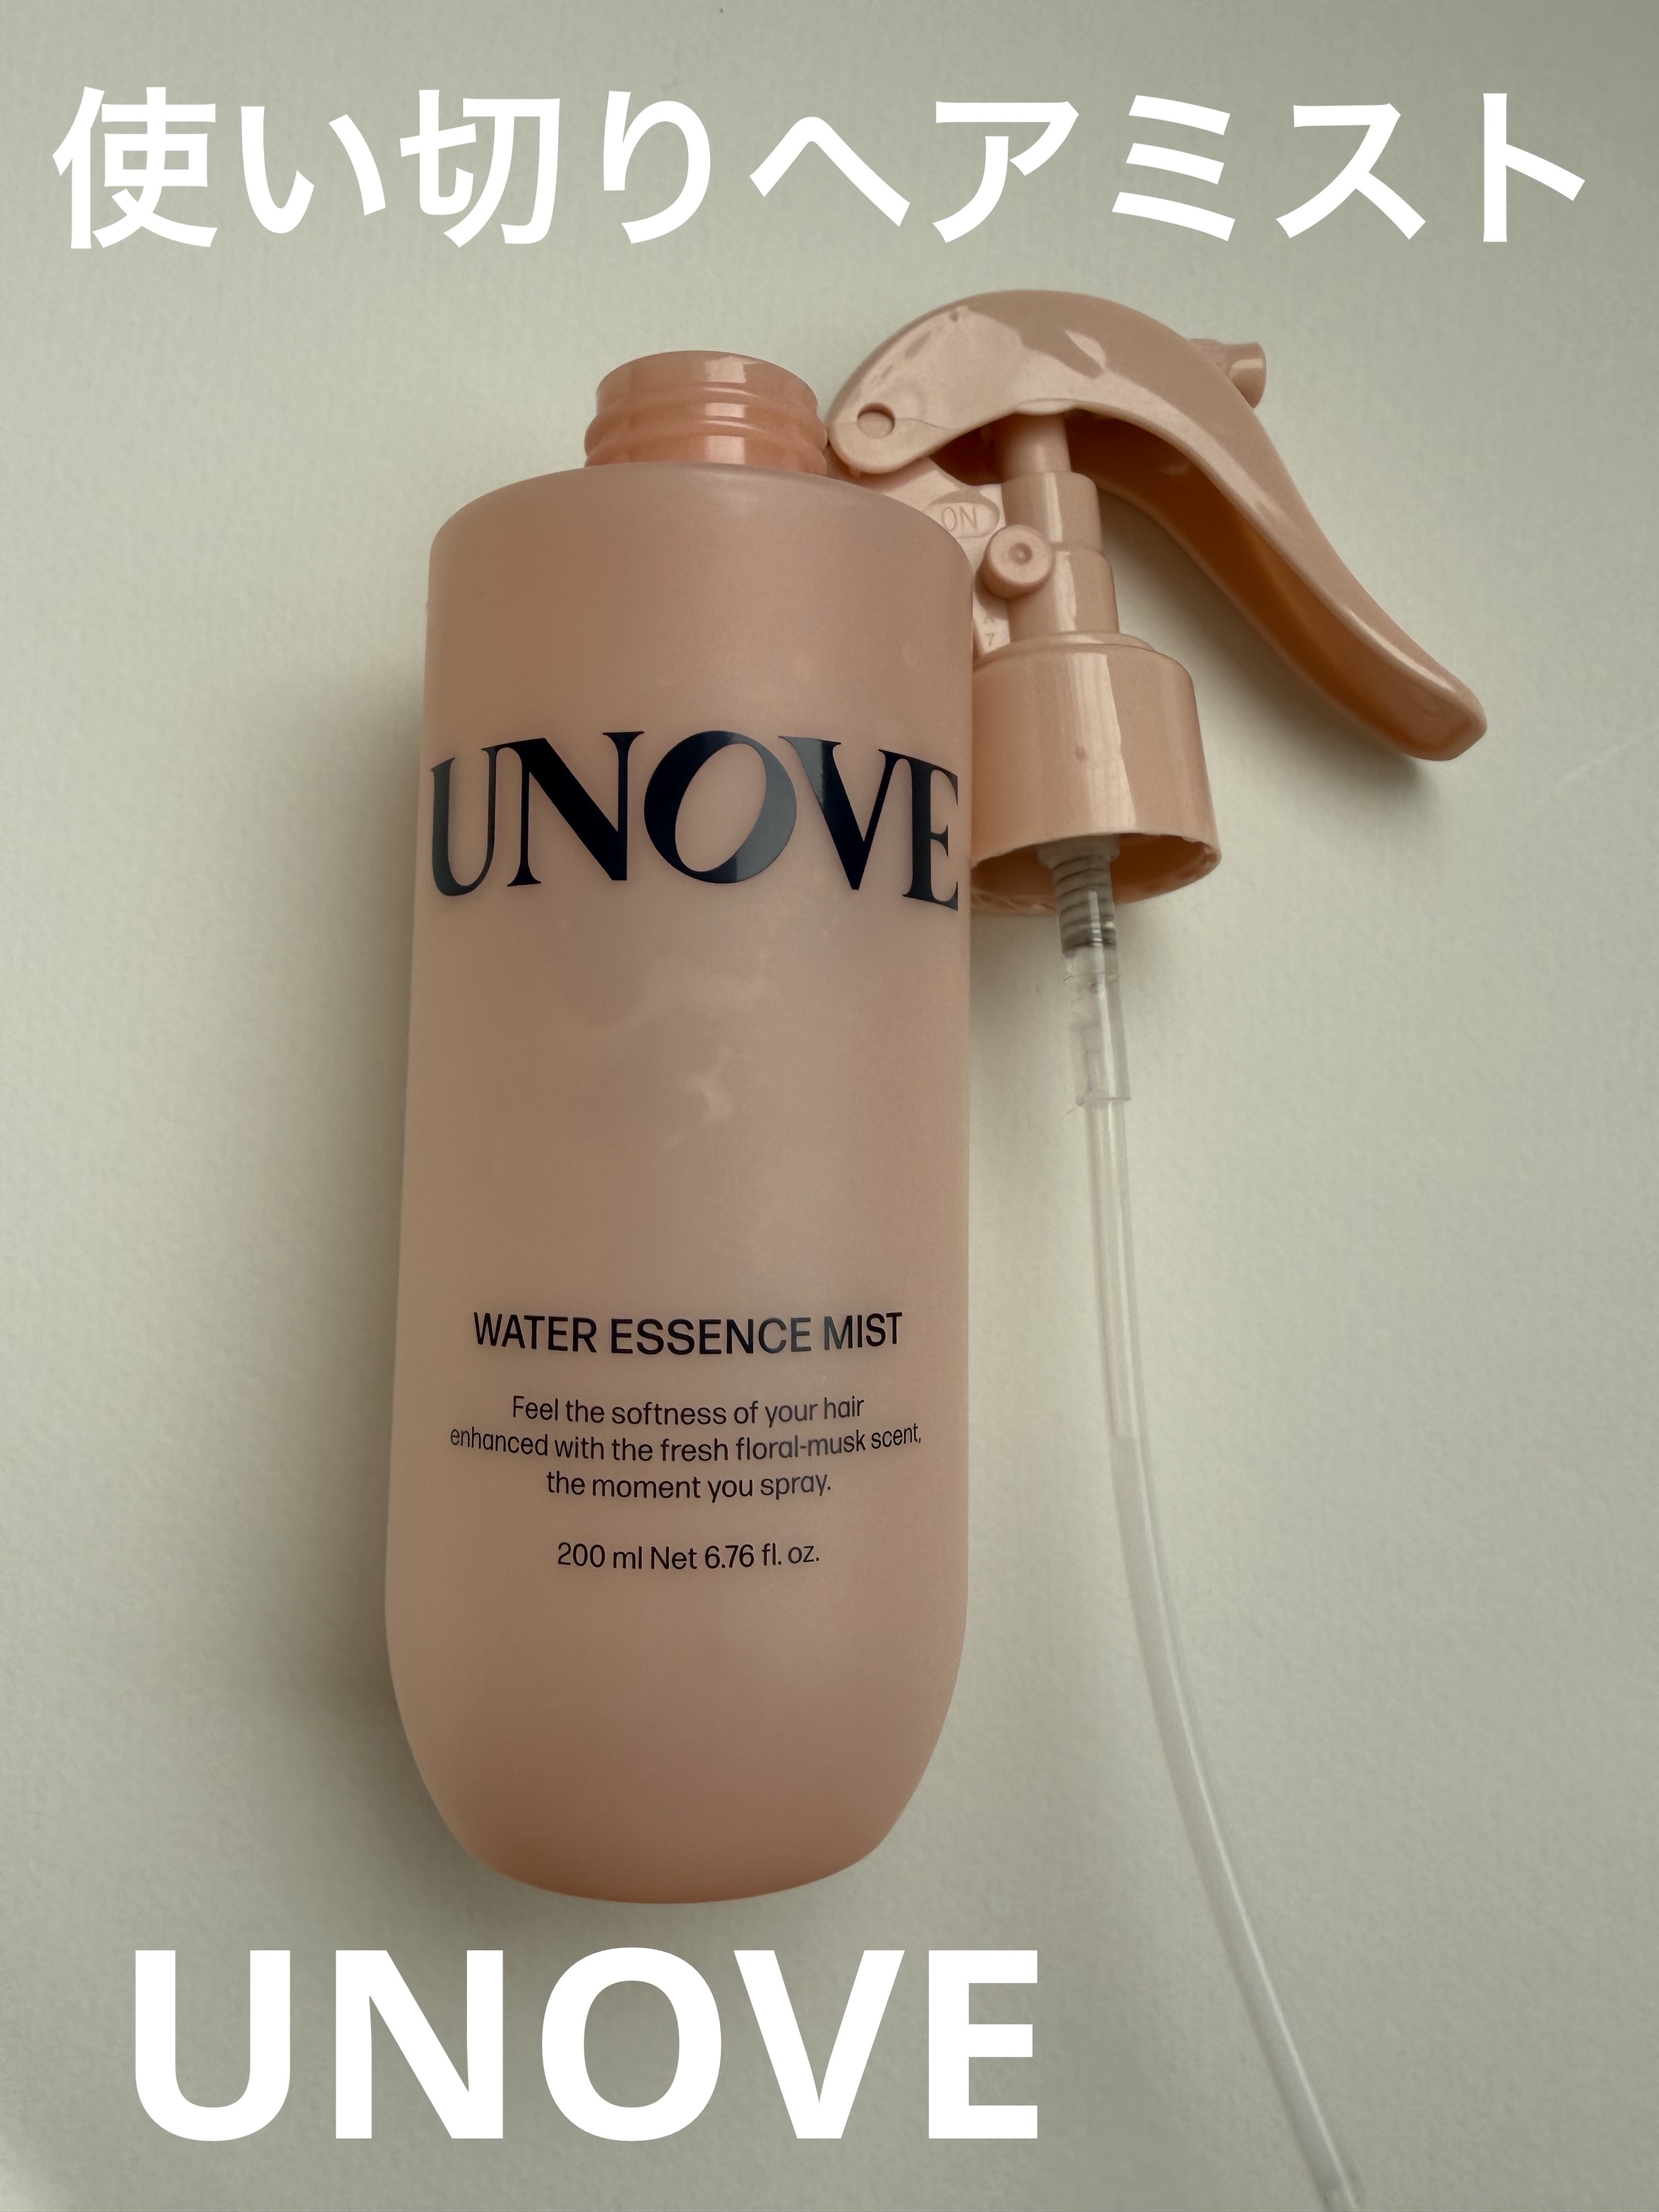 使い切りヘアミスト
ON
7
UNOVE
WATER ESSENCE MIST
Feel the softness of your hair
enhanced with the fresh floral-musk scent,
the moment you spray.
200 ml Net 6.76 fl. oz.
UNOVE